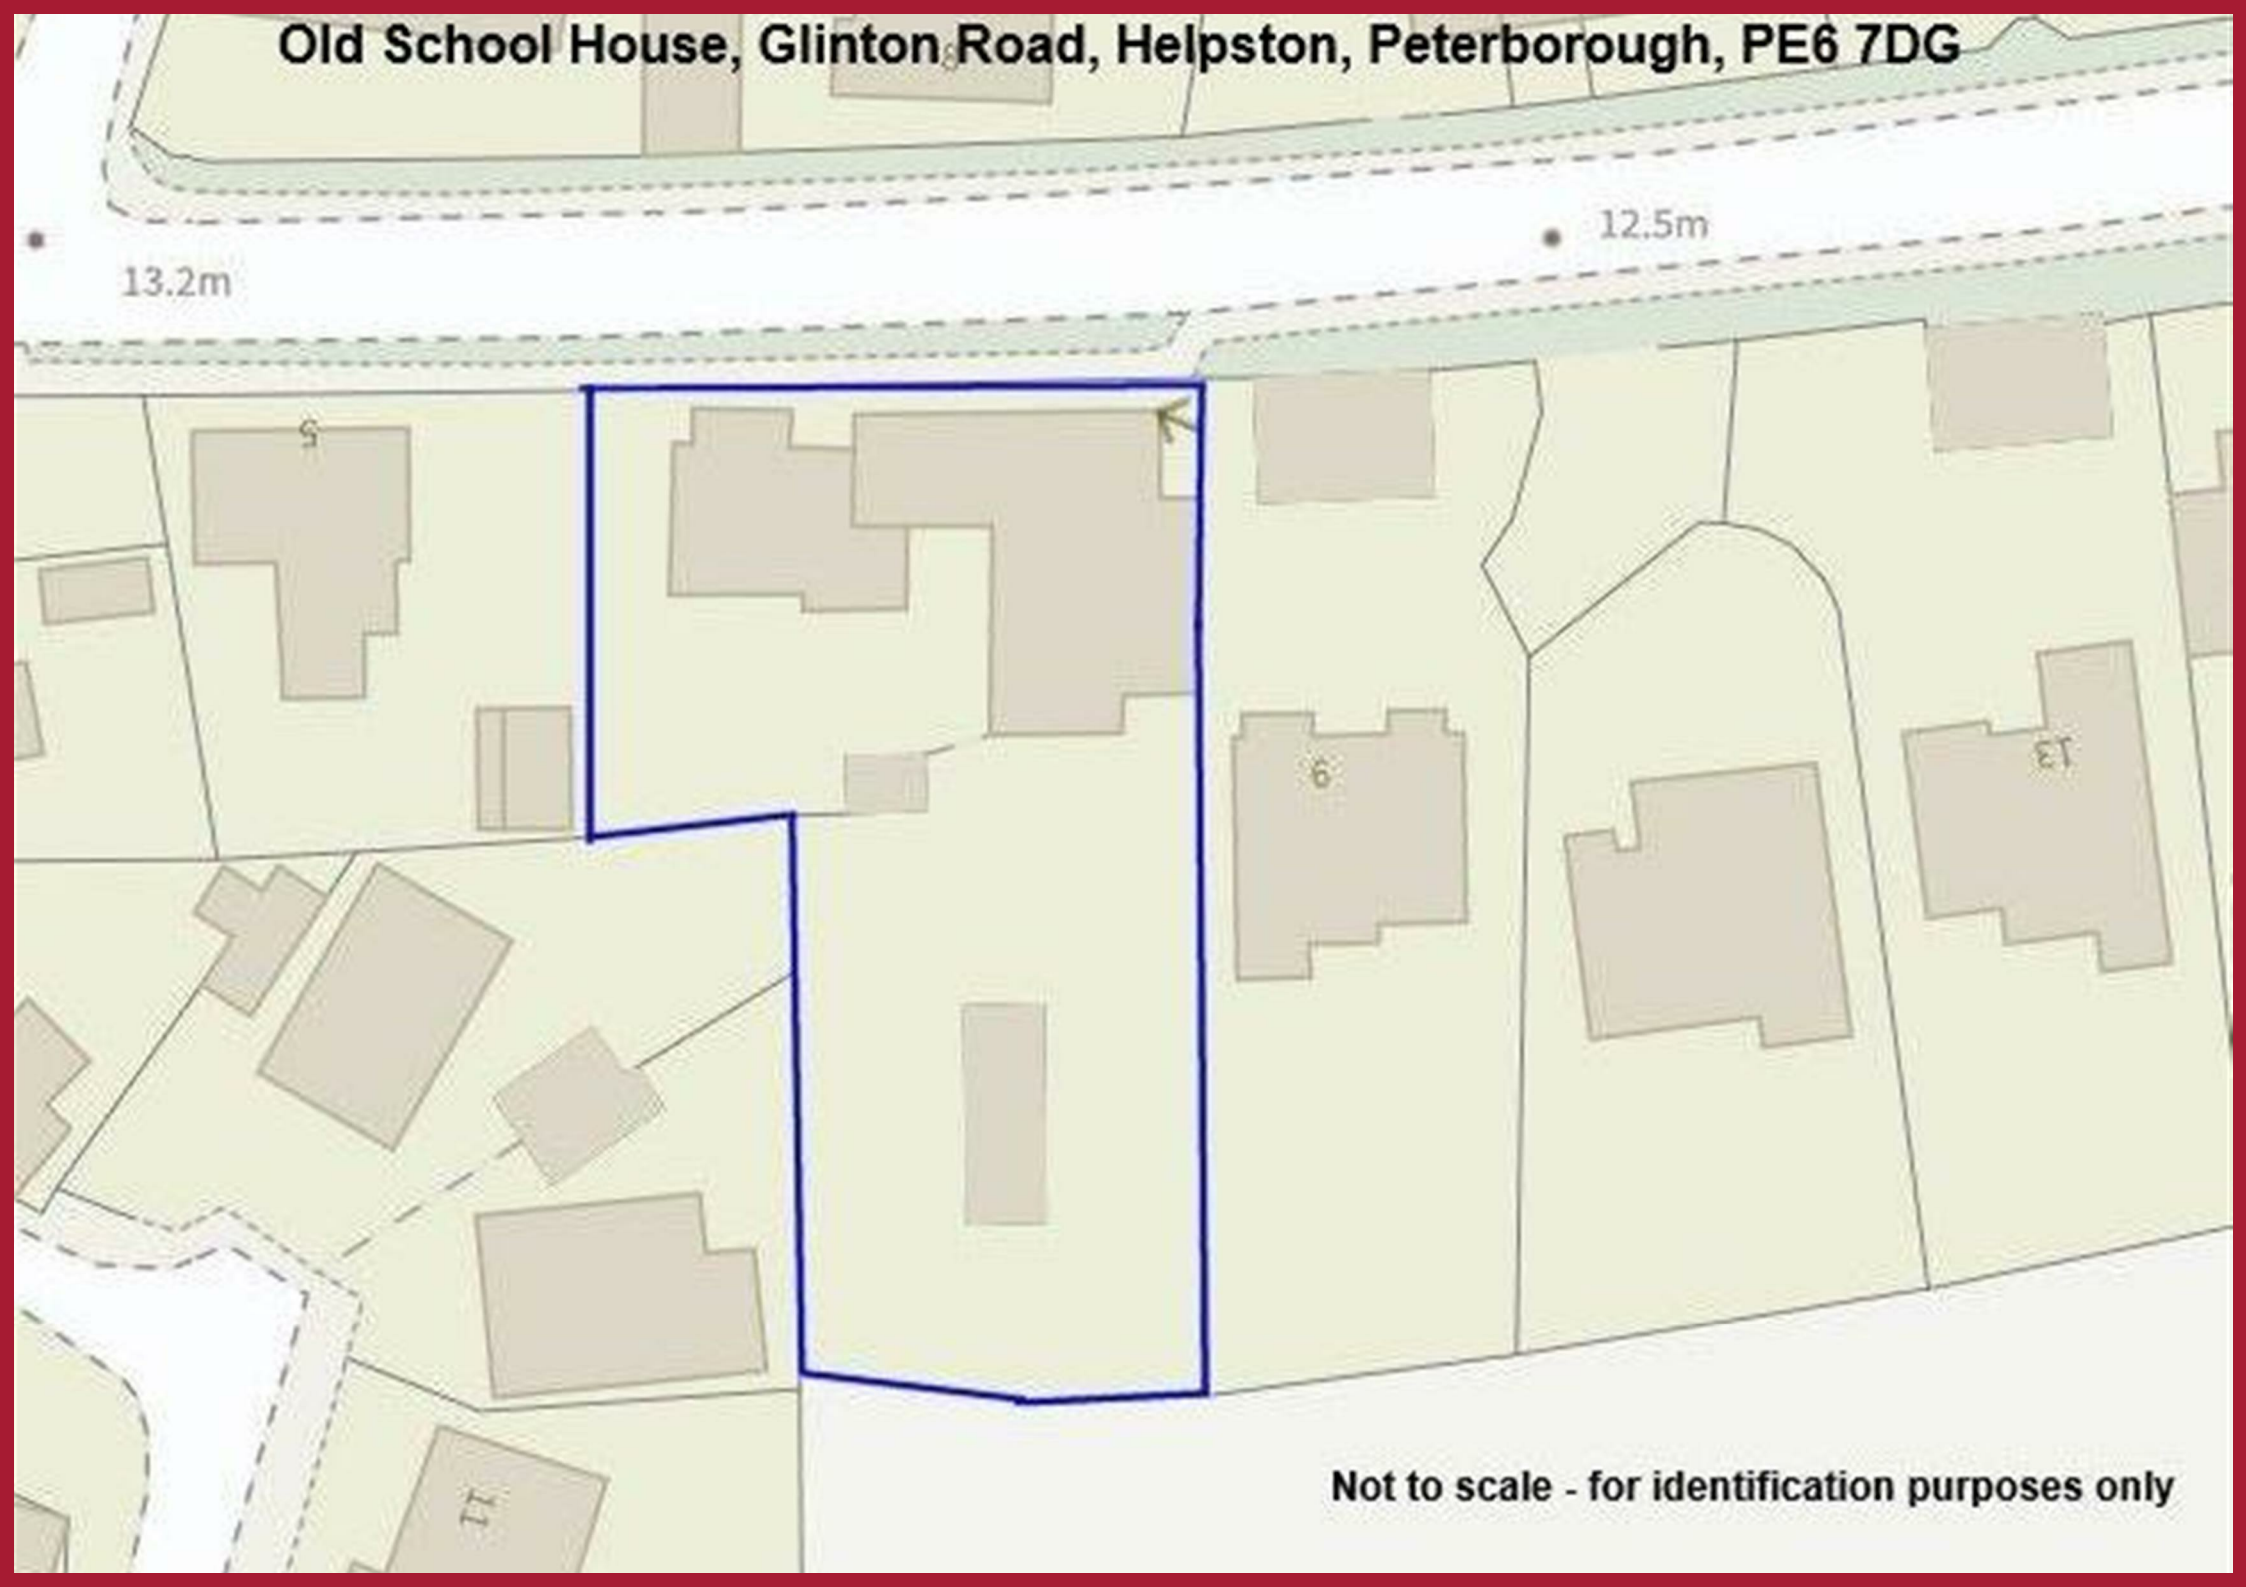 Old School House, Glinton Road, Helpston, Peterborough, PE6 7DG
8
12.5m
13.2m
5
9
13
11
Not to scale - for identification purposes only